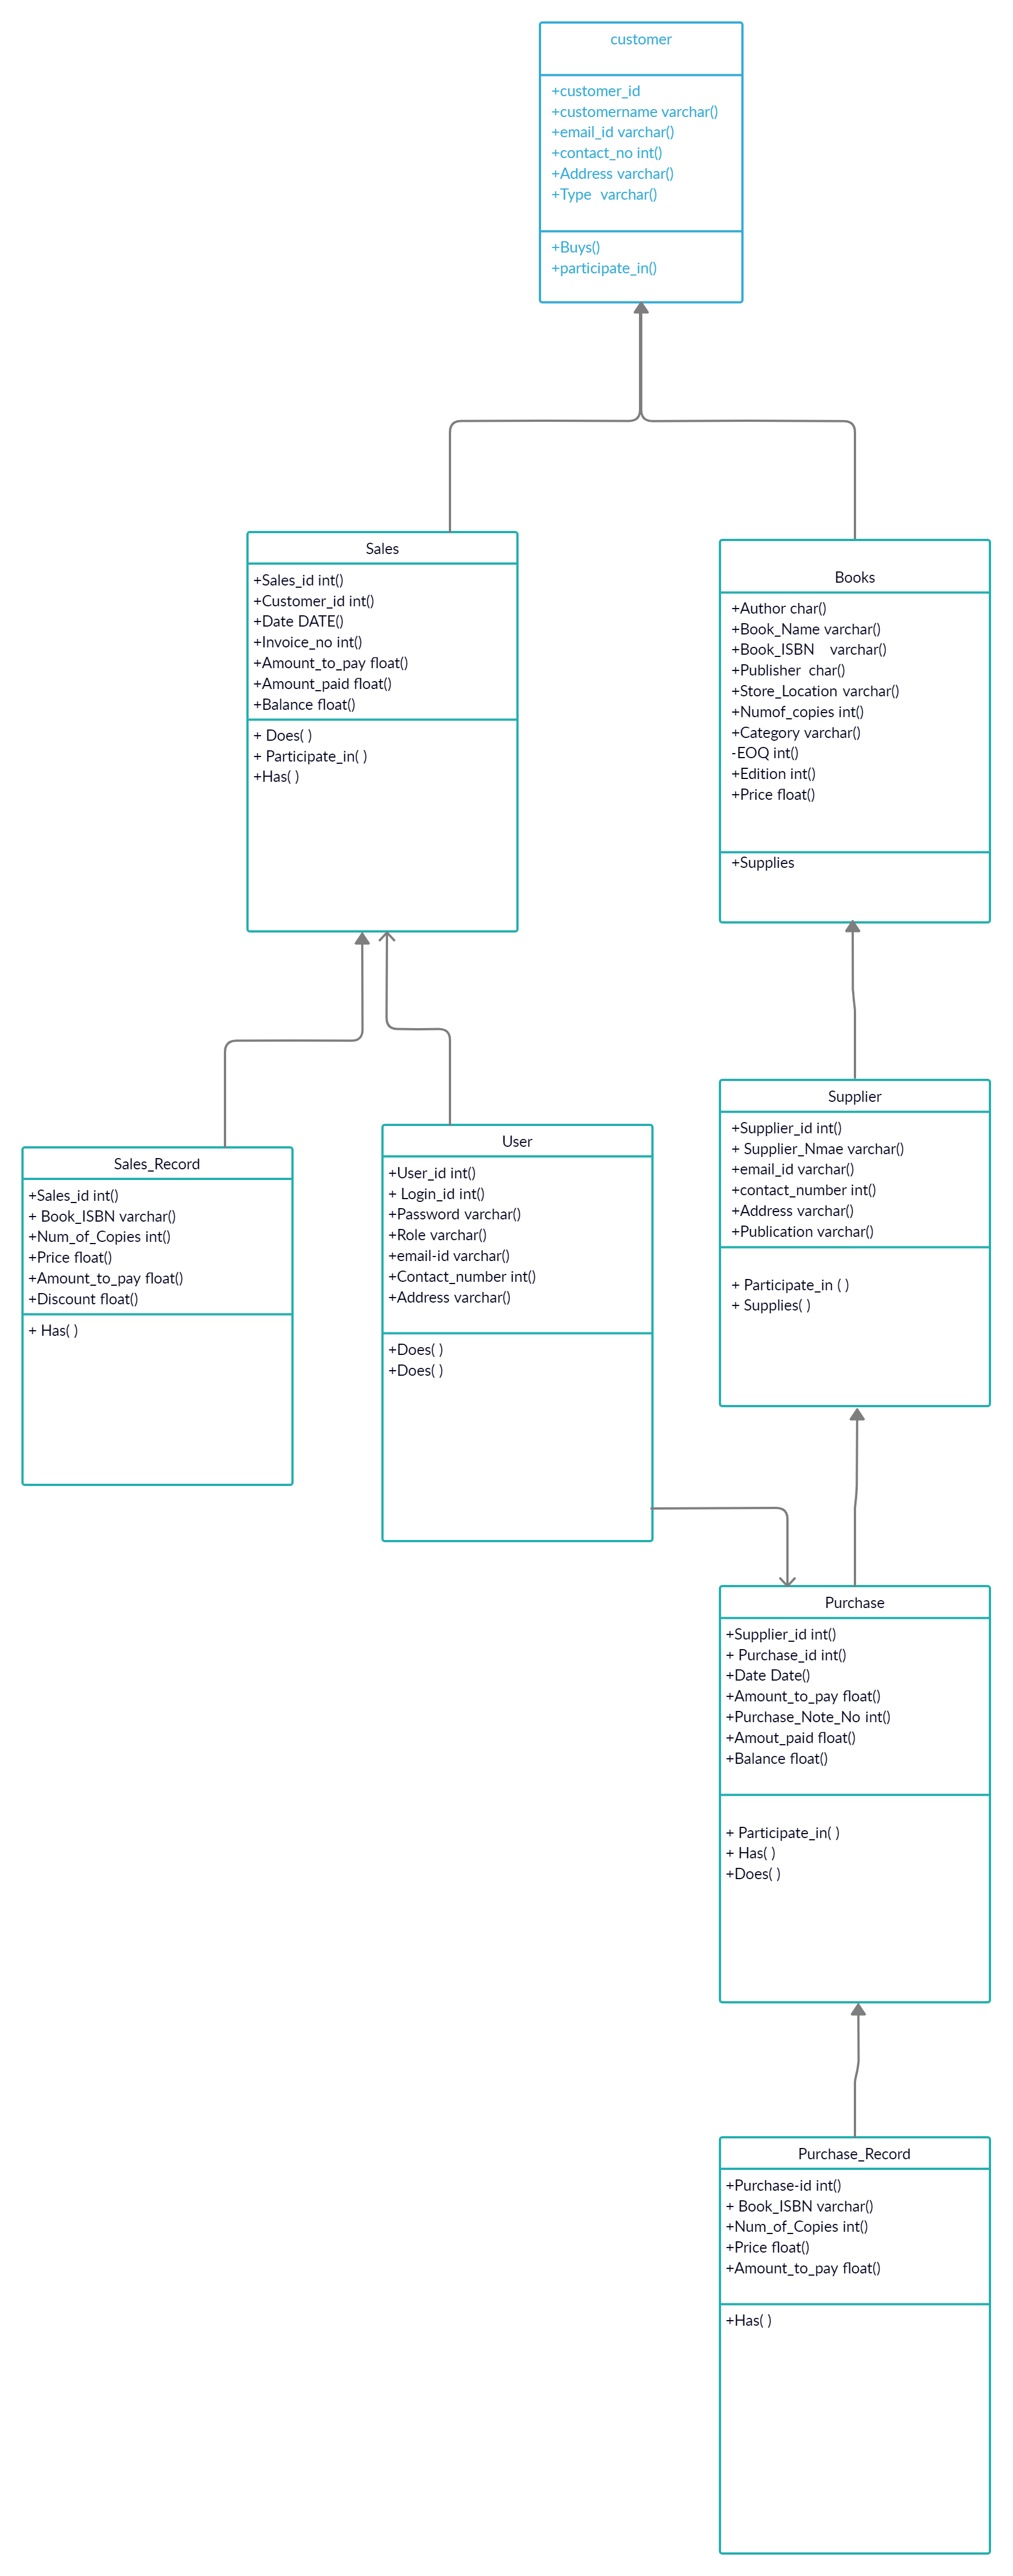 customer
+customer_id
+customername varchar()
+email_id varchar()
+contact_no int()
+Address varchar()
+Type  varchar()
+Buys()
+participate_in()
Sales
+Sales_id int()
+Customer_id int()
+Date DATE()
+Invoice_no int()
+Amount_to_pay float()
+Amount_paid float()
+Balance float()
+ Does( )
+ Participate_in( )
+Has( )
Books
+Author char()
+Book_Name varchar()
+Book_ISBN    varchar()
+Publisher  char()
+Store_Location varchar()
+Numof_copies int()
+Category varchar()
-EOQ int()
+Edition int()
+Price float()
+Supplies
Sales_Record
+Sales_id int()
+ Book_ISBN varchar()
+Num_of_Copies int()
+Price float()
+Amount_to_pay float()
+Discount float()
+ Has( )
User
+User_id int()
+ Login_id int()
+Password varchar()
+Role varchar()
+email-id varchar()
+Contact_number int()
+Address varchar()
+Does( )
+Does( )
Supplier
+Supplier_id int()
+ Supplier_Nmae varchar()
+email_id varchar()
+contact_number int()
+Address varchar()
+Publication varchar()
+ Participate_in ( )
+ Supplies( )
Purchase
+Supplier_id int()
+ Purchase_id int()
+Date Date()
+Amount_to_pay float()
+Purchase_Note_No int()
+Amout_paid float()
+Balance float()
+ Participate_in( )
+ Has( )
+Does( )
Purchase_Record
+Purchase-id int()
+ Book_ISBN varchar()
+Num_of_Copies int()
+Price float()
+Amount_to_pay float()
+Has( )